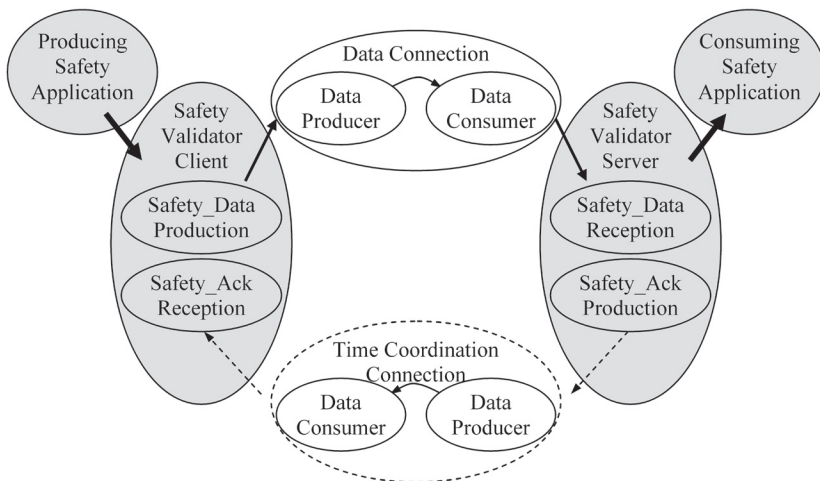 Producing
Safety
Application
Safety
Validator
Client
Safety_Data
Production
Safety_Ack
Reception
Data Connection
Data
Producer
Data
Consumer
Consuming
Safety
Application
Safety
Validator
Server
Safety_Data
Reception
Safety_Ack
Production
Time Coordination
Connection
Data
Consumer
Data
Producer